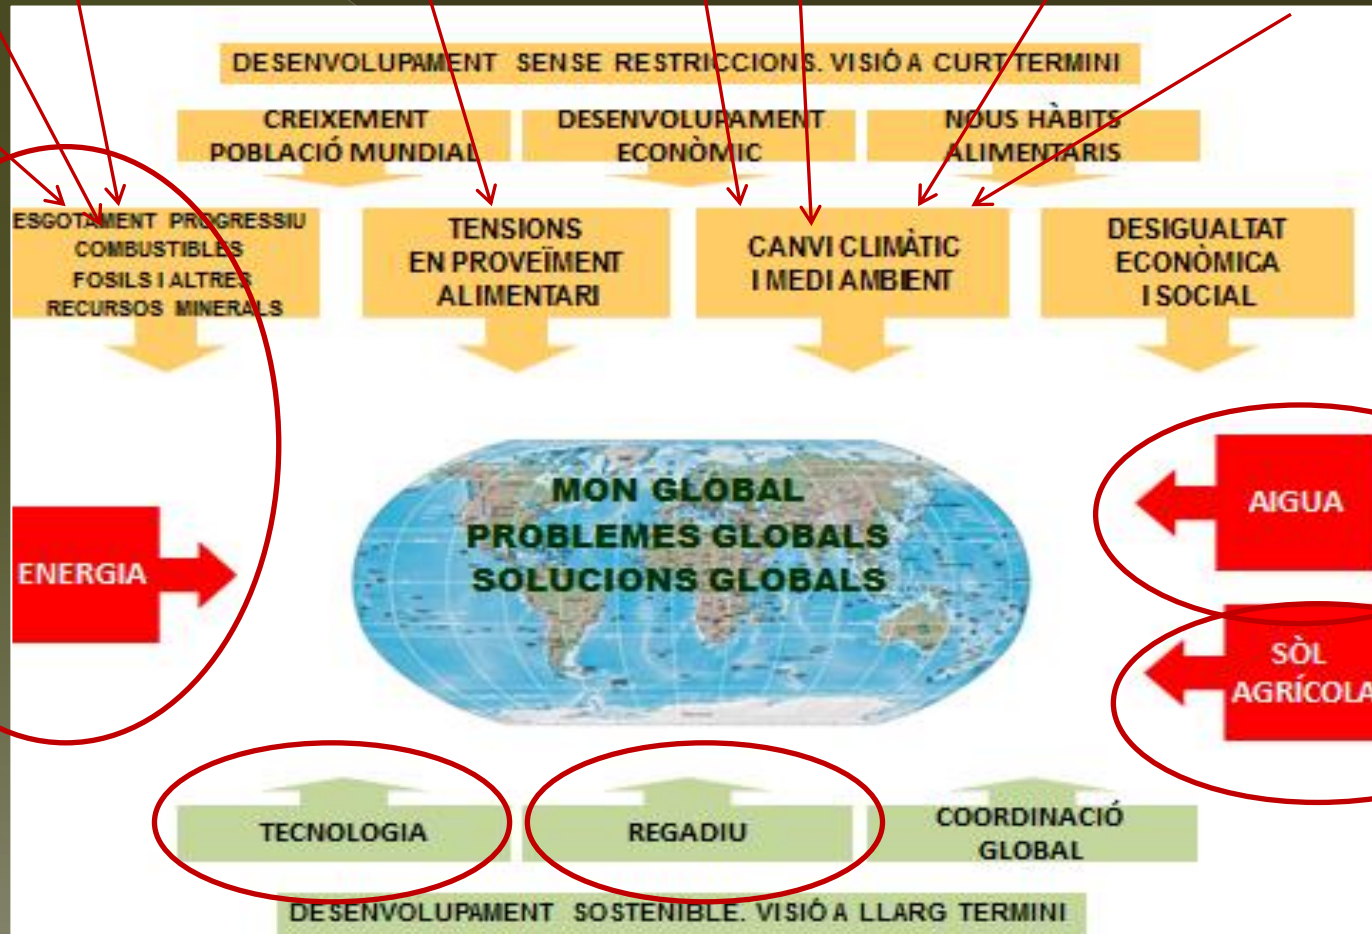 DESENVOLUPAMENT SENSE RESTRICCIONS. VISIÓ A CURT TERMINI
CREIXEMENT
POBLACIÓ MUNDIAL
DESENVOLUPAMENT
ECONÒMIC
NOUS HÀBITS
ALIMENTARIS
ESGOTAMENT PROGRESSIU
COMBUSTIBLES
FOSILS I ALTRES
RECURSOS MINERALS
TENSIONS
EN PROVEÏMENT
ALIMENTARI
CANVI CLIMÀTIC
I MEDI AMBIENT
DESIGUALTAT
ECONÒMICA
I SOCIAL
MON GLOBAL
PROBLEMES GLOBALS
SOLUCIONS GLOBALS
ENERGIA
AIGUA
SÒL
AGRÍCOLA
TECNOLOGIA
REGADIU
COORDINACIÓ
GLOBAL
DESENVOLUPAMENT SOSTENIBLE. VISIÓ A LLARG TERMINI